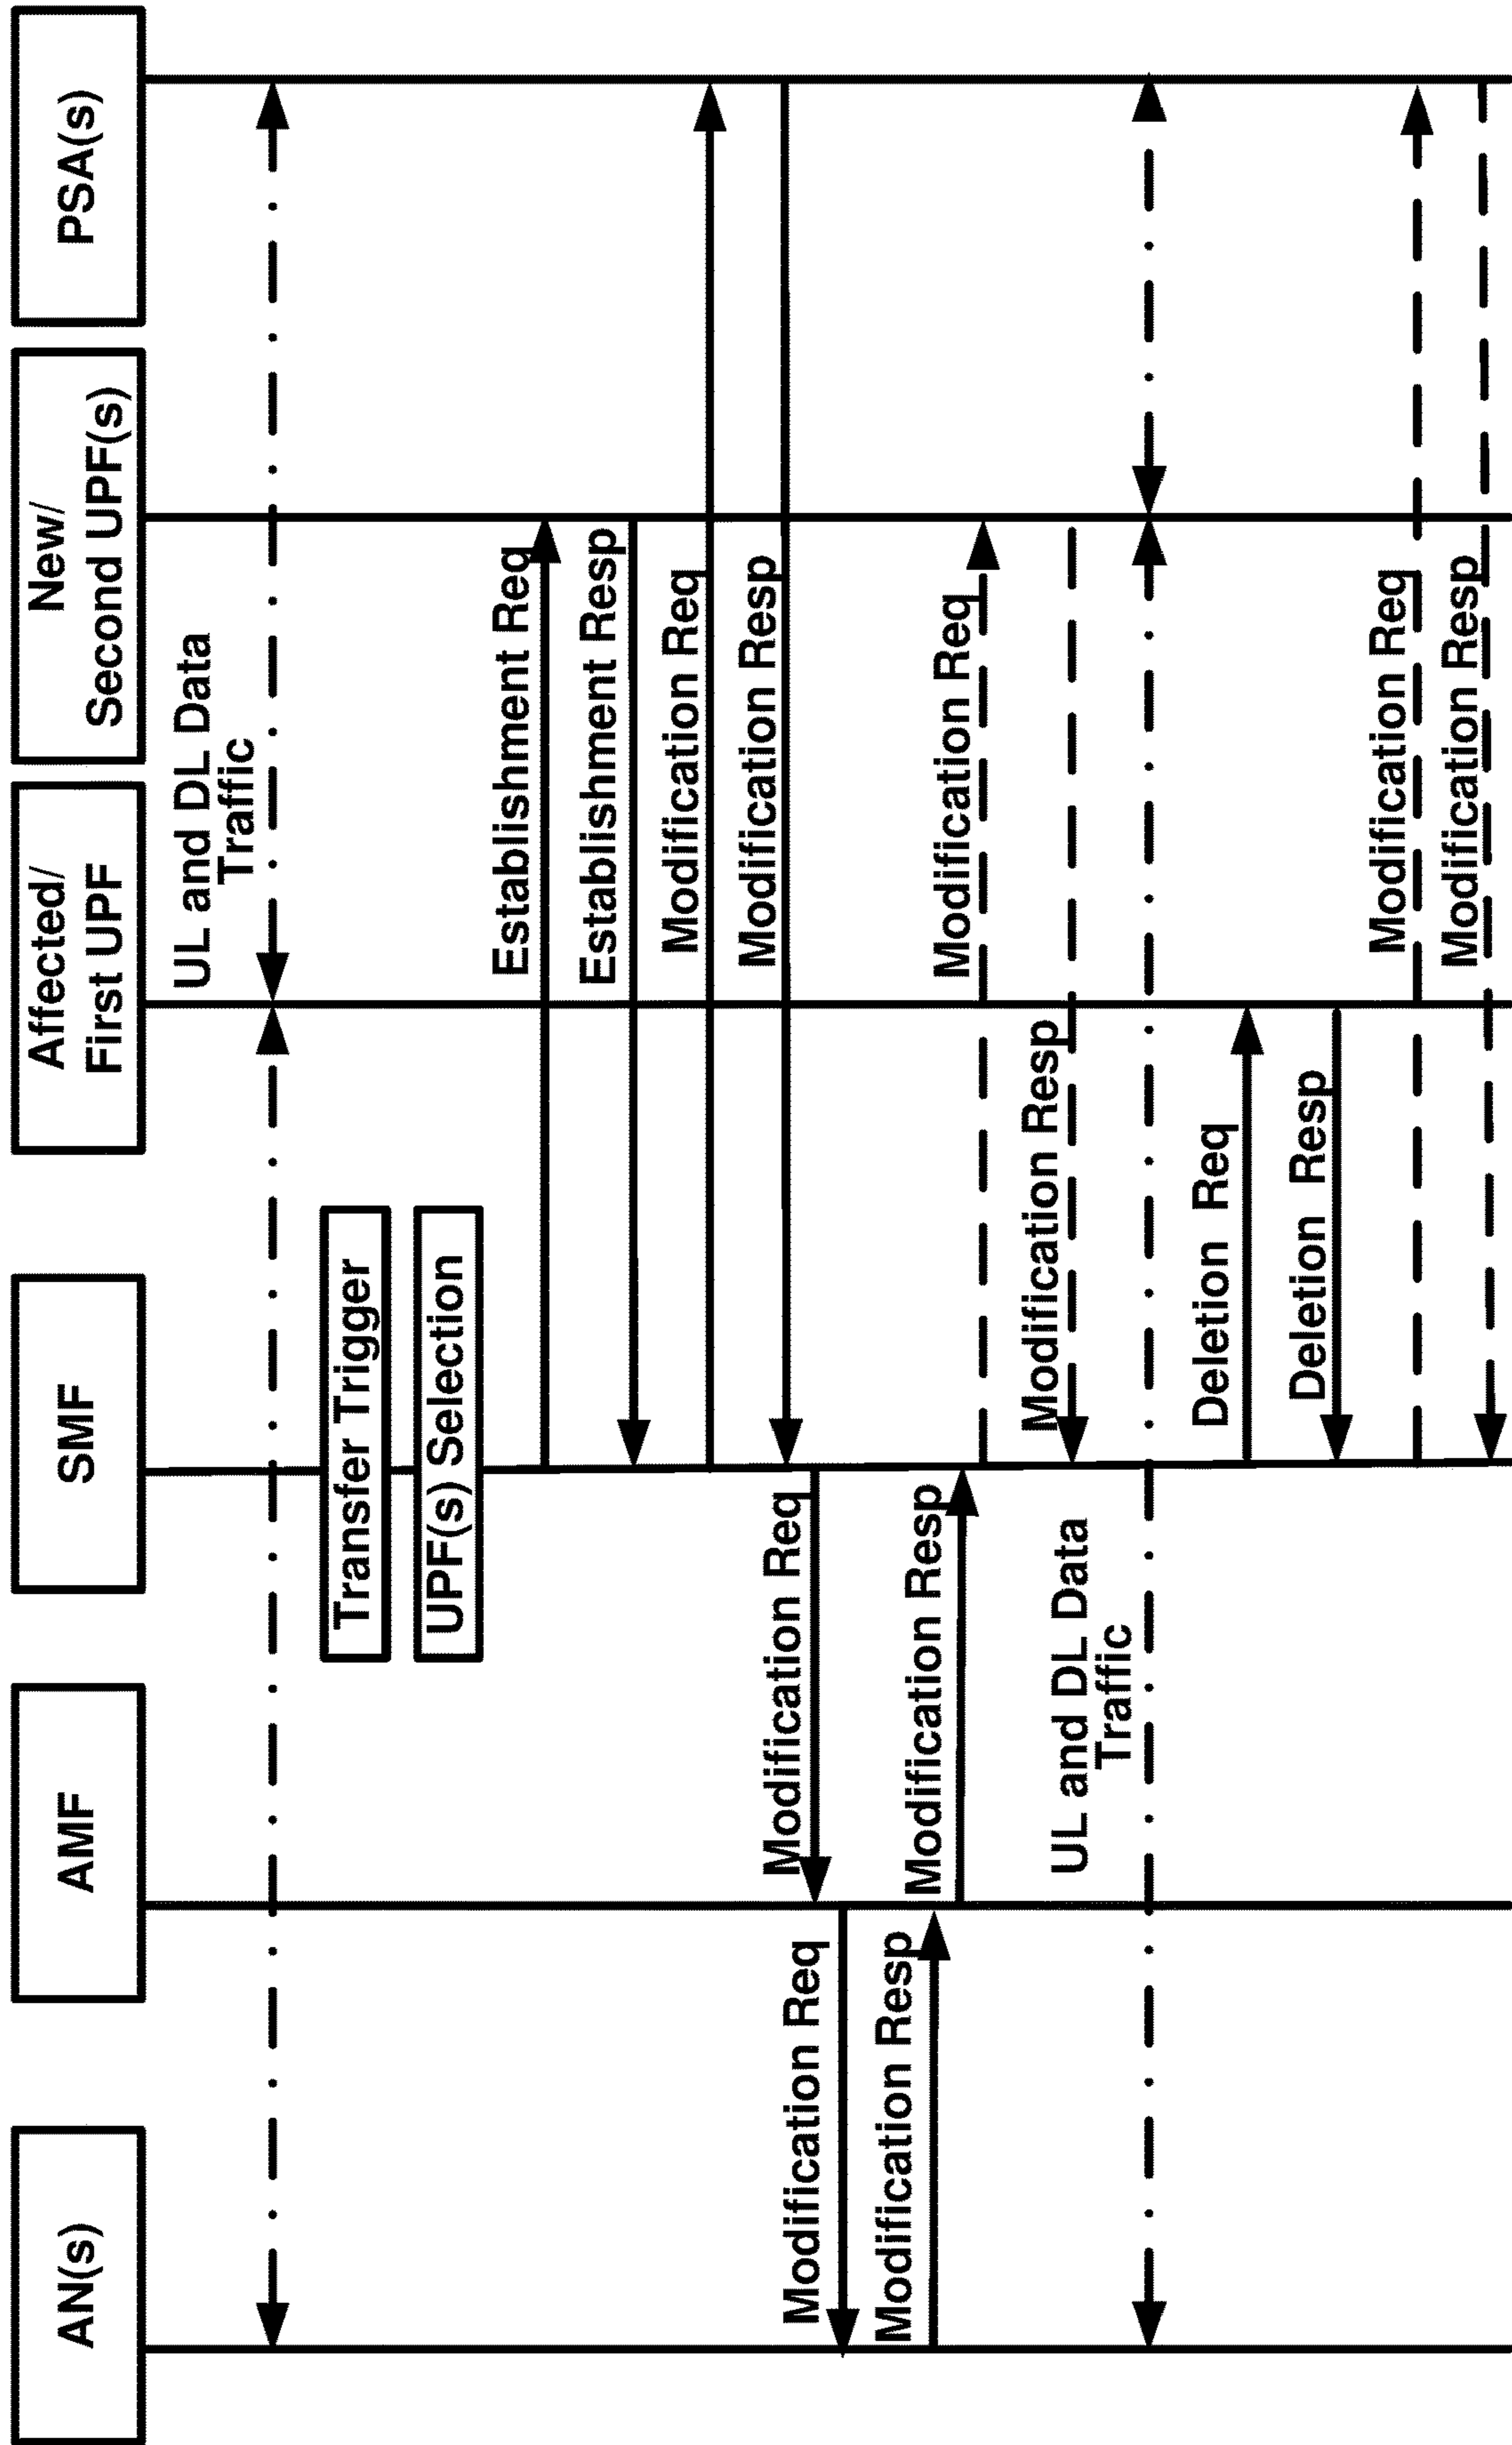 AN(s)
AMF
SMF
Affected/
First UPF
New/
Second UPF(s)
PSA(s)
UL and DL Data
Traffic
Transfer Trigger
UPF(s) Selection
Establishment Req
Establishment Resp
Modification Req
Modification Resp
Modification Req
Modification Req
Modification Resp
Modification Resp
Modification Req
Modification Resp
UL and DL Data
Traffic
Deletion Req
Deletion Resp
Modification Req
Modification Resp